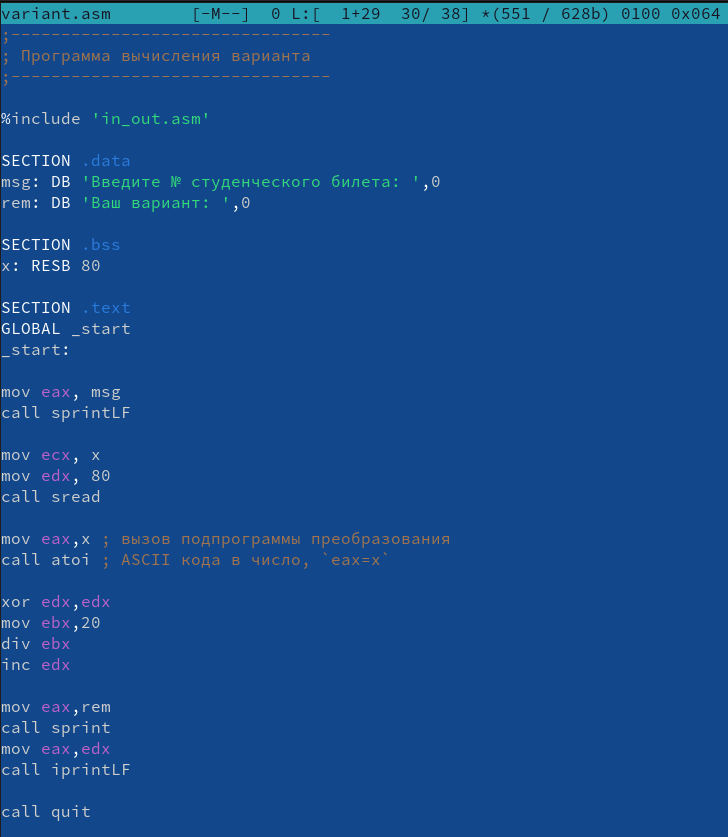 variant.asm        [-M--]  0 L:[  1+29  30/ 38] *(551 / 628b) 0100 0x064
;--------------------------------
; Программа вычисления варианта
;--------------------------------
%include 'in_out.asm'
SECTION .data
msg: DB 'Введите № студенческого билета: ',0
rem: DB 'Ваш вариант: ',0
SECTION .bss
x: RESB 80
SECTION .text
GLOBAL _start
_start:
mov eax, msg
call sprintLF
mov ecx, x
mov edx, 80
call sread
mov eax,x ; вызов подпрограммы преобразования
call atoi ; ASCII кода в число, `eax=x`
xor edx,edx
mov ebx,20
div ebx
inc edx
mov eax,rem
call sprint
mov eax,edx
call iprintLF
call quit